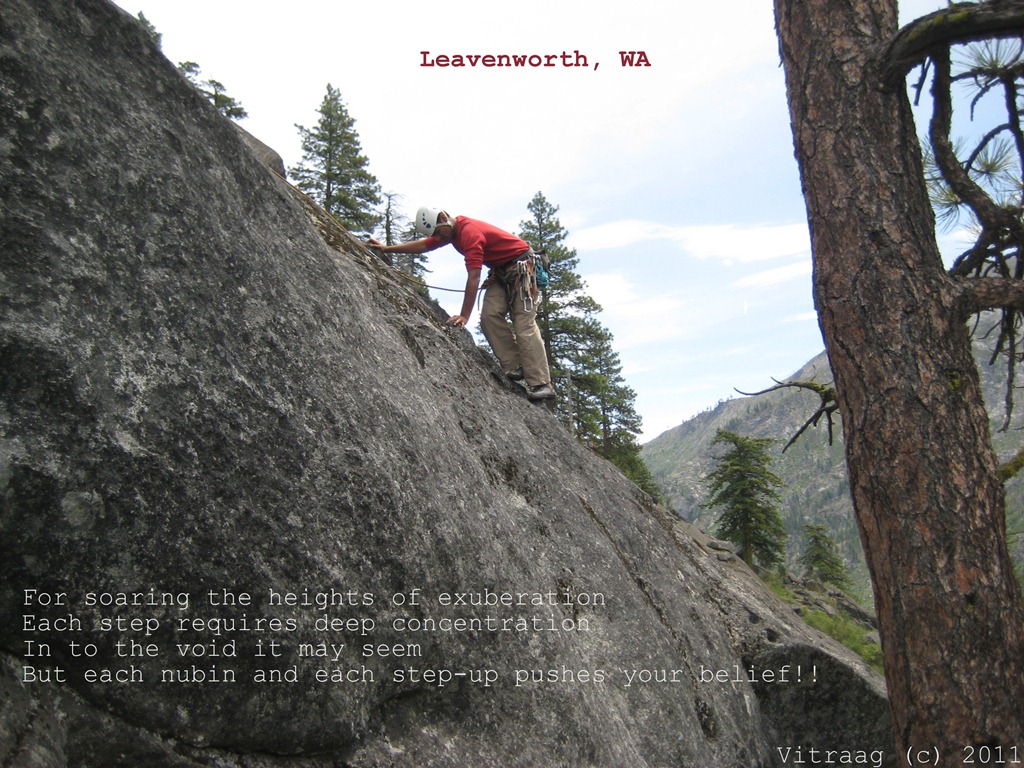 Leavenworth, WA
For soaring the heights of exuberation
Each step requires deep concentration
In to the void it may seem
But each nubin and each step-up pushes your belief!!
Vitraag (c) 2011